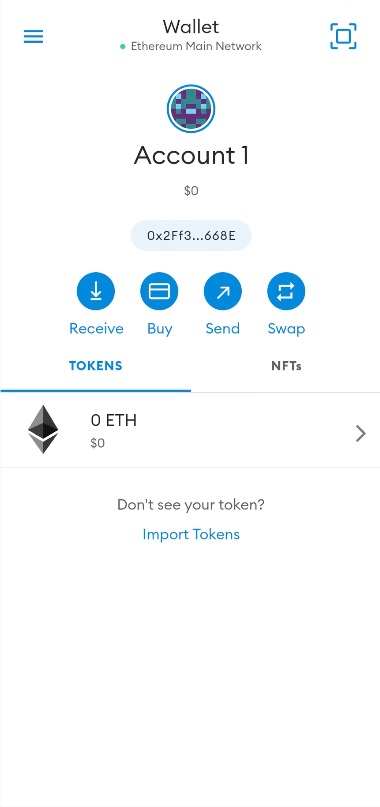 Wallet
Ethereum Main Network
Account 1
$0
0x2Ff3...668E
Receive Buy Send Swap
TOKENS NFTs
0 ETH
$0
Don't see your token?
Import Tokens